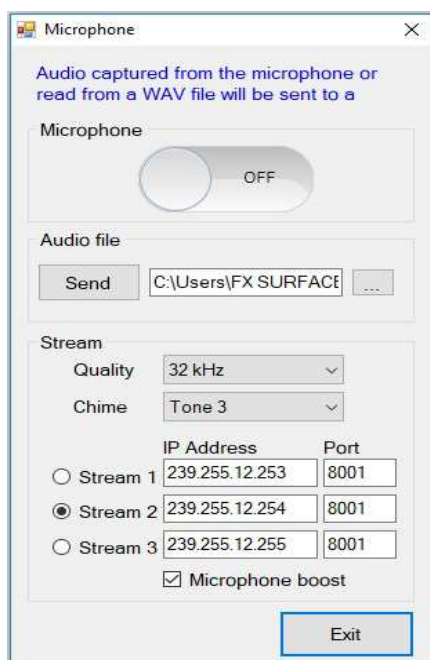 Microphone
Audio captured from the microphone or
read from a WAV file will be sent to a
Microphone
OFF
Audio file
Send C:\Users\FX SURFACE ...
Stream
Quality 32 kHz
Chime Tone 3
IP Address Port
Stream 1 239.255.12.253 8001
Stream 2 239.255.12.254 8001
Stream 3 239.255.12.255 8001
Microphone boost
Exit